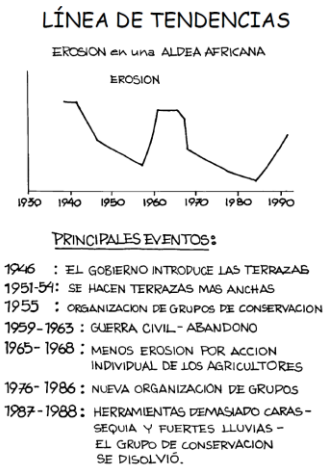 LÍNEA DE TENDENCIAS
EROSION en una ALDEA AFRICANA
EROSION
1930 1940 1950 1960 1970 1980 1990
PRINCIPALES EVENTOS:
1946 : EL GOBIERNO INTRODUCE LAS TERRAZAS
1951-54: SE HACEN TERRAZAS MAS ANCHAS
1955 : ORGANIZACION DE GRUPOS DE CONSERVACION
1959-1963 : GUERRA CIVIL - ABANDONO
1965-1968 : MENOS EROSION POR ACCION
INDIVIDUAL DE LOS AGRICULTORES
1976-1986 : NUEVA ORGANIZACIÓN DE GRUPOS
1987-1988 : HERRAMIENTAS DEMASIADO CARAS -
SEQUIA Y FUERTES LLUVIAS -
EL GRUPO DE CONSERVACION
SE DISOLVIÓ.